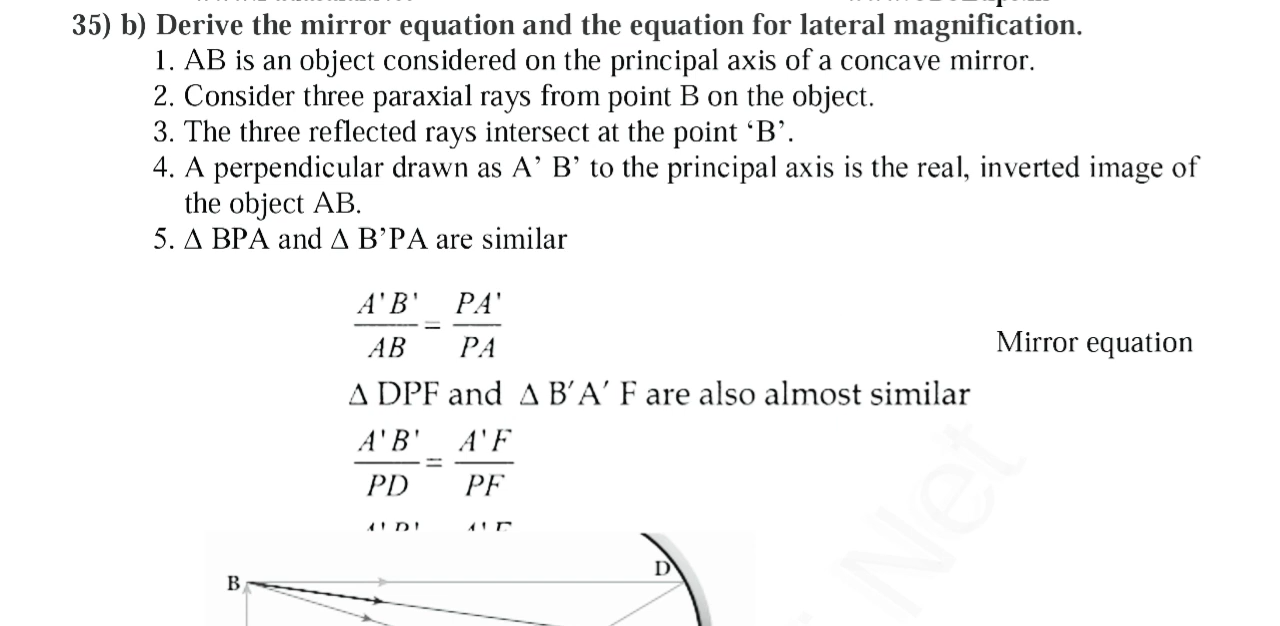 35) b) Derive the mirror equation and the equation for lateral magnification.
1. AB is an object considered on the principal axis of a concave mirror.
2. Consider three paraxial rays from point B on the object.
3. The three reflected rays intersect at the point ‘B’.
4. A perpendicular drawn as A’ B’ to the principal axis is the real, inverted image of
the object AB.
5. Δ BPA and Δ B’PA are similar
A'B'/AB = PA'/PA
Mirror equation
Δ DPF and Δ B′A′ F are also almost similar
A'B'/PD = A'F/PF
D
B
Net